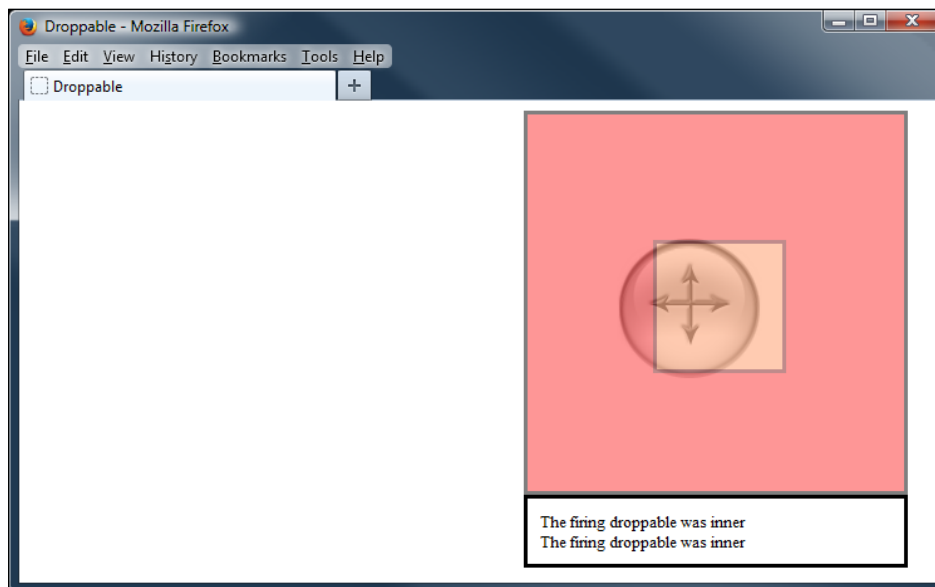 Droppable - Mozilla Firefox
File Edit View History Bookmarks Tools Help
Droppable
The firing droppable was inner
The firing droppable was inner